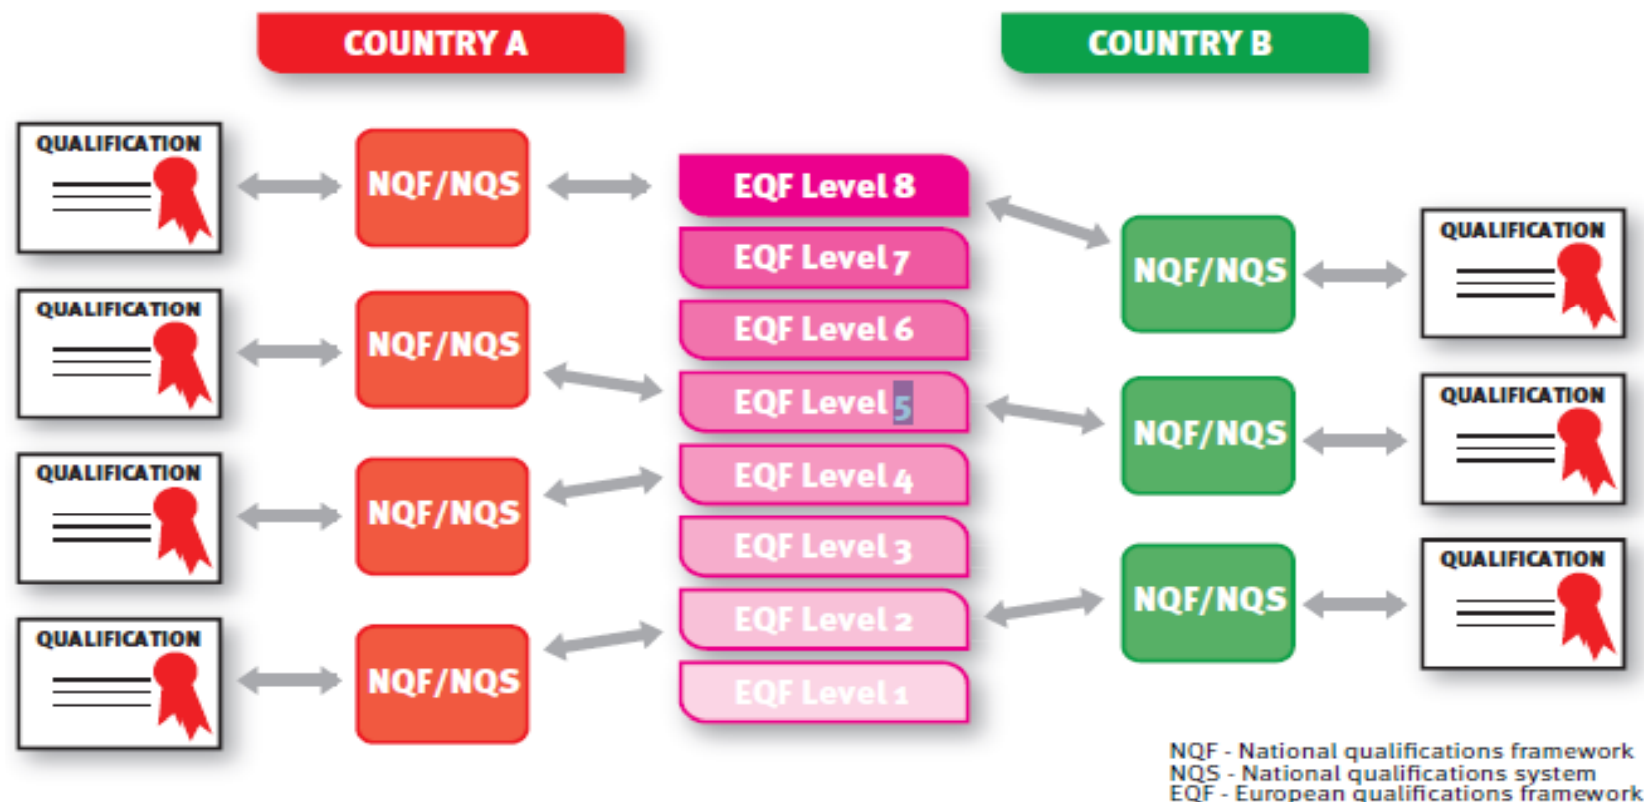 COUNTRY A
COUNTRY B
QUALIFICATION
NQF/NQS
EQF Level 8
EQF Level 7
NQF/NQS
QUALIFICATION
QUALIFICATION
NQF/NQS
EQF Level 6
EQF Level 5
NQF/NQS
QUALIFICATION
QUALIFICATION
NQF/NQS
EQF Level 4
EQF Level 3
NQF/NQS
QUALIFICATION
QUALIFICATION
NQF/NQS
EQF Level 2
EQF Level 1
NQF - National qualifications framework
NQS - National qualifications system
EQF - European qualifications framework